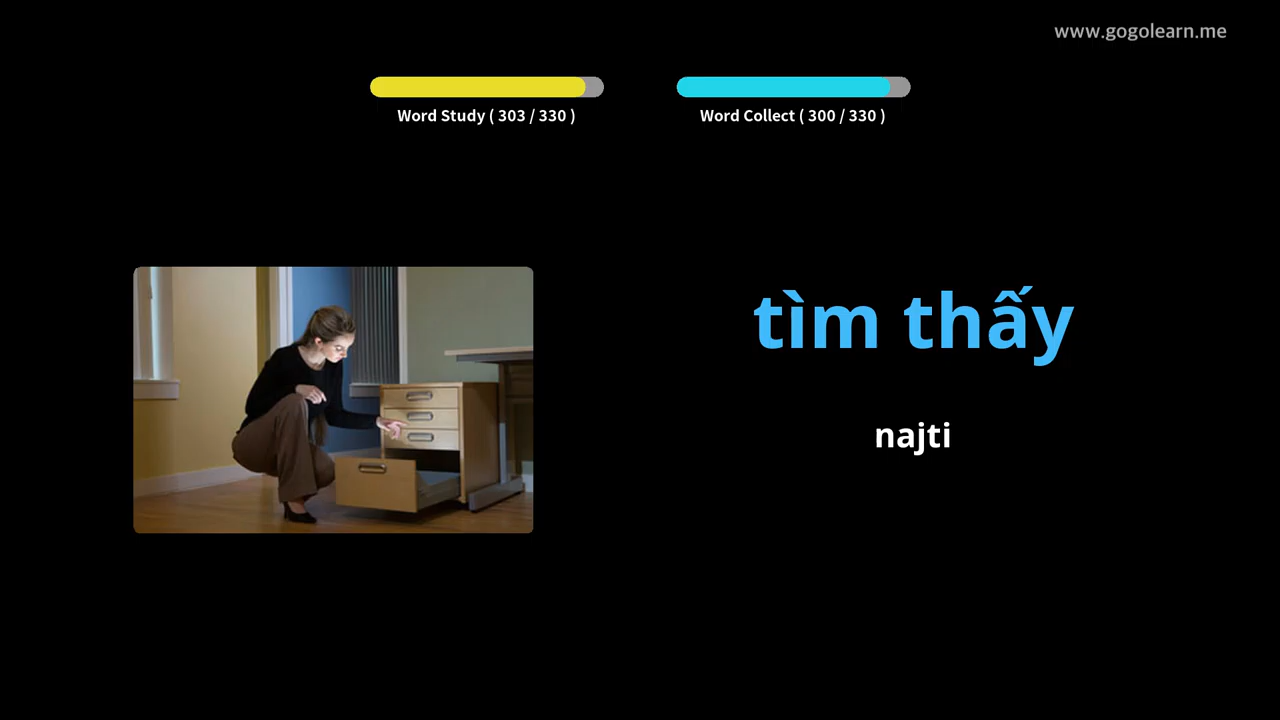 www.gogolearn.me
Word Study ( 303 / 330 )
Word Collect ( 300 / 330 )
tìm thấy
najti